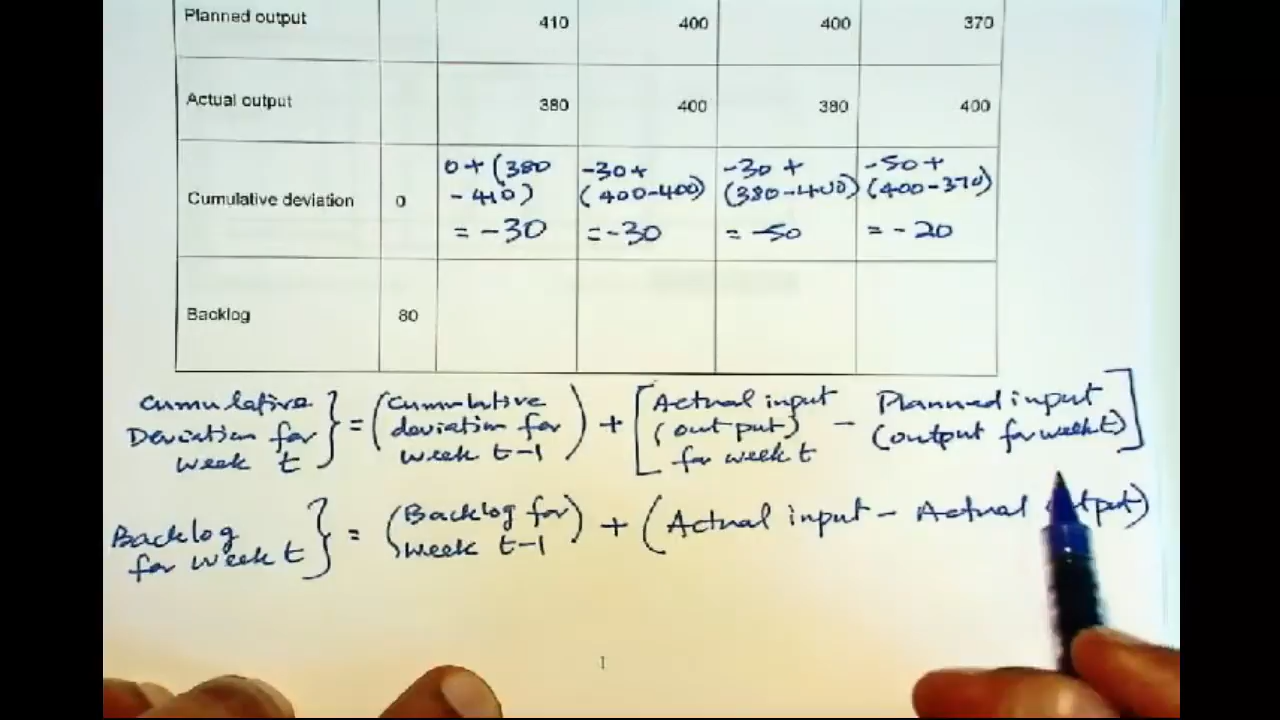 Planned output 410 400 400 370
Actual output 380 400 380 400
0+(380 -30+ -30 + -50+
- 410) (400-400) (380-400) (400-370)
Cumulative deviation 0
= -30 =-30 = -50 = - 20
Backlog 80
Cumulative } = (Cumulative ) + [Actual input - Planned input]
Deviation for deviation for (output) (output for week t)
week t week t-1 for week t
Backlog } = (Backlog for) + (Actual input - Actual
for week t week t-1
1